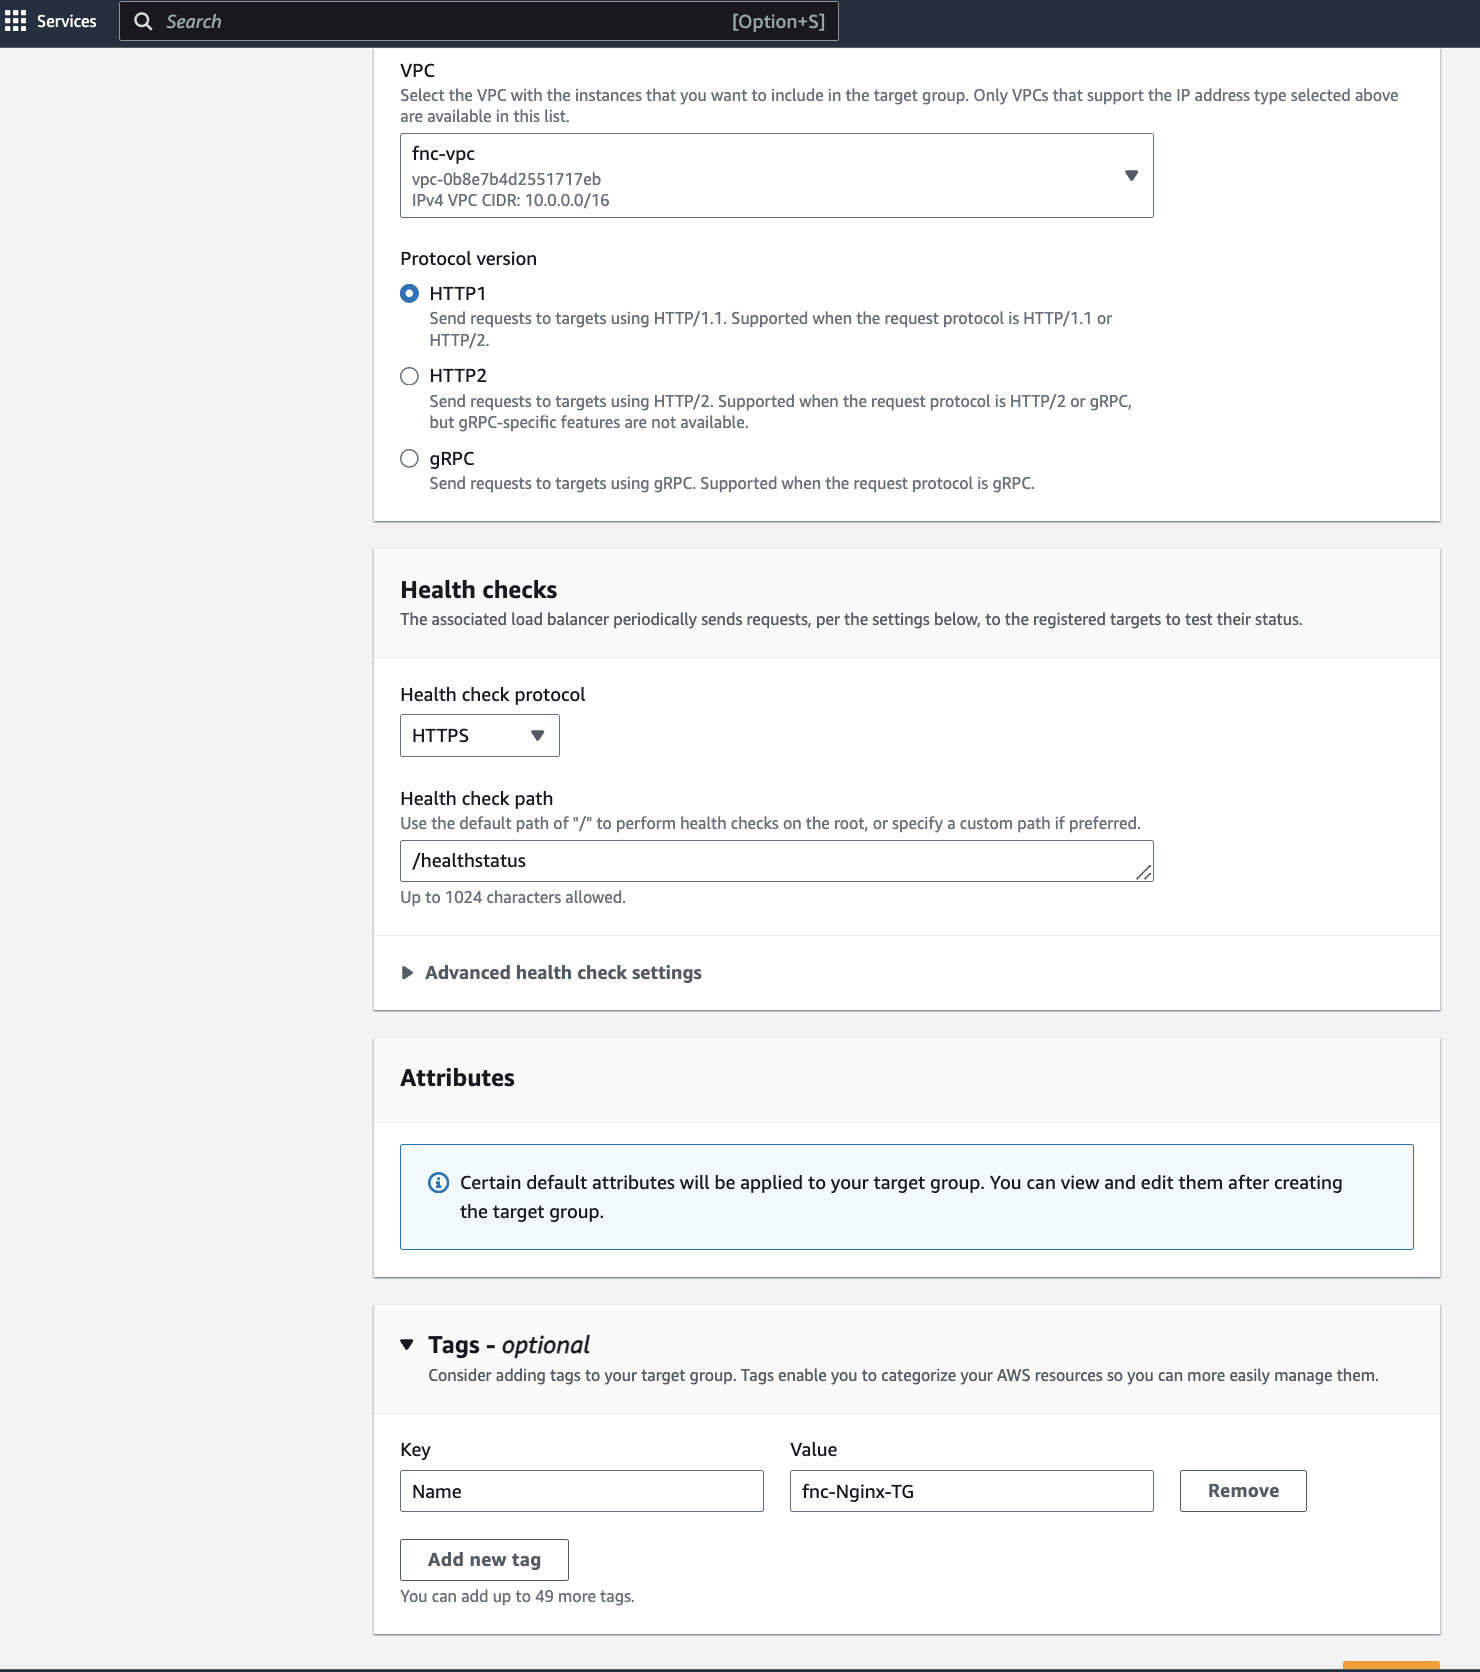 Services
Search
[Option+S]
VPC
Select the VPC with the instances that you want to include in the target group. Only VPCs that support the IP address type selected above
are available in this list.
fnc-vpc
vpc-0b8e7b4d2551717eb
IPv4 VPC CIDR: 10.0.0.0/16
Protocol version
HTTP1
Send requests to targets using HTTP/1.1. Supported when the request protocol is HTTP/1.1 or
HTTP/2.
HTTP2
Send requests to targets using HTTP/2. Supported when the request protocol is HTTP/2 or gRPC,
but gRPC-specific features are not available.
gRPC
Send requests to targets using gRPC. Supported when the request protocol is gRPC.
Health checks
The associated load balancer periodically sends requests, per the settings below, to the registered targets to test their status.
Health check protocol
HTTPS
Health check path
Use the default path of "/" to perform health checks on the root, or specify a custom path if preferred.
/healthstatus
Up to 1024 characters allowed.
Advanced health check settings
Attributes
Certain default attributes will be applied to your target group. You can view and edit them after creating
the target group.
Tags - optional
Consider adding tags to your target group. Tags enable you to categorize your AWS resources so you can more easily manage them.
Key
Value
Name
fnc-Nginx-TG
Remove
Add new tag
You can add up to 49 more tags.